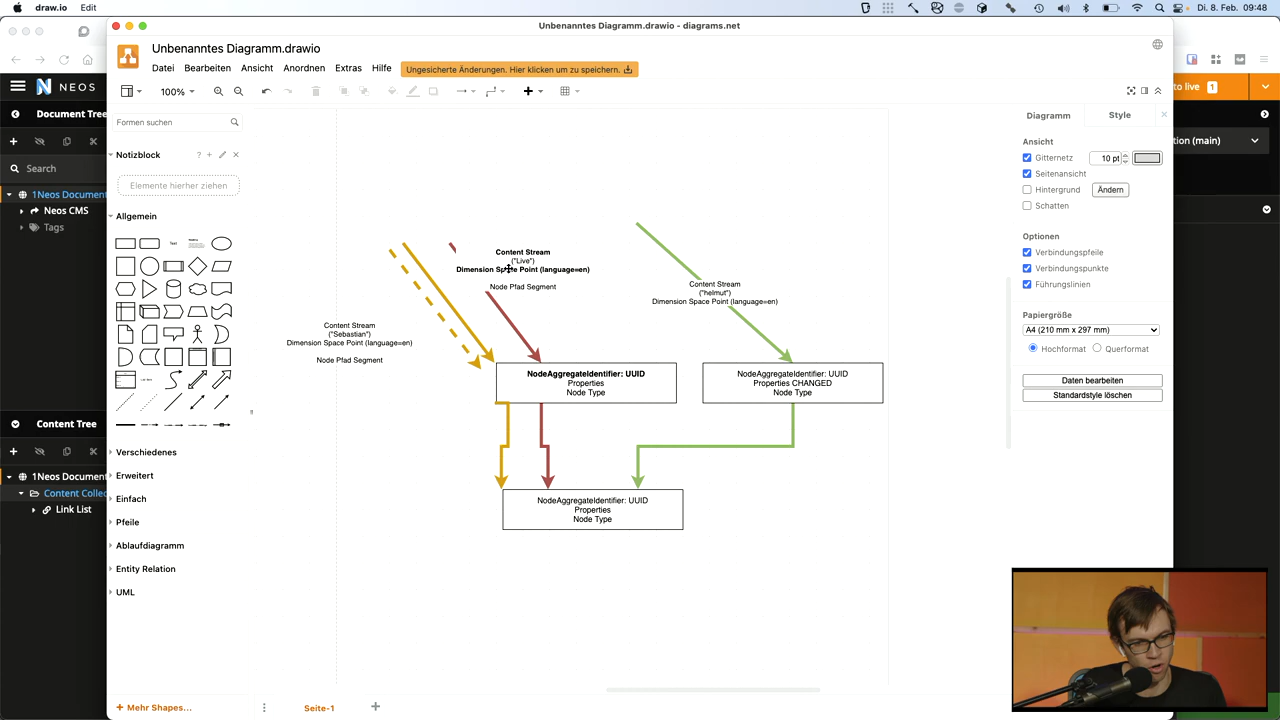 draw.io Edit
Di. 8. Feb. 09:48
Unbenanntes Diagramm.drawio - diagrams.net
Unbenanntes Diagramm.drawio
Datei Bearbeiten Ansicht Anordnen Extras Hilfe
Ungesicherte Änderungen. Hier klicken um zu speichern.
100%
NEOS
Document Tree
Search
1Neos Document
Neos CMS
Tags
Content Tree
1Neos Document
Content Collec
Link List
Formen suchen
Notizblock
?
Elemente hierher ziehen
Allgemein
Text
Verschiedenes
Erweitert
Einfach
Pfeile
Ablaufdiagramm
Entity Relation
UML
Mehr Shapes...
Seite-1
Content Stream
("Live")
Dimension Space Point (language=en)
Node Pfad Segment
Content Stream
("helmut")
Dimension Space Point (language=en)
Content Stream
("Sebastian")
Dimension Space Point (language=en)
Node Pfad Segment
NodeAggregateIdentifier: UUID
Properties
Node Type
NodeAggregateIdentifier: UUID
Properties CHANGED
Node Type
NodeAggregateIdentifier: UUID
Properties
Node Type
Diagramm Style
Ansicht
Gitternetz 10 pt
Seitenansicht
Hintergrund Ändern
Schatten
Optionen
Verbindungspfeile
Verbindungspunkte
Führungslinien
Papiergröße
A4 (210 mm x 297 mm)
Hochformat Querformat
Daten bearbeiten
Standardstyle löschen
to live 1
tion (main)